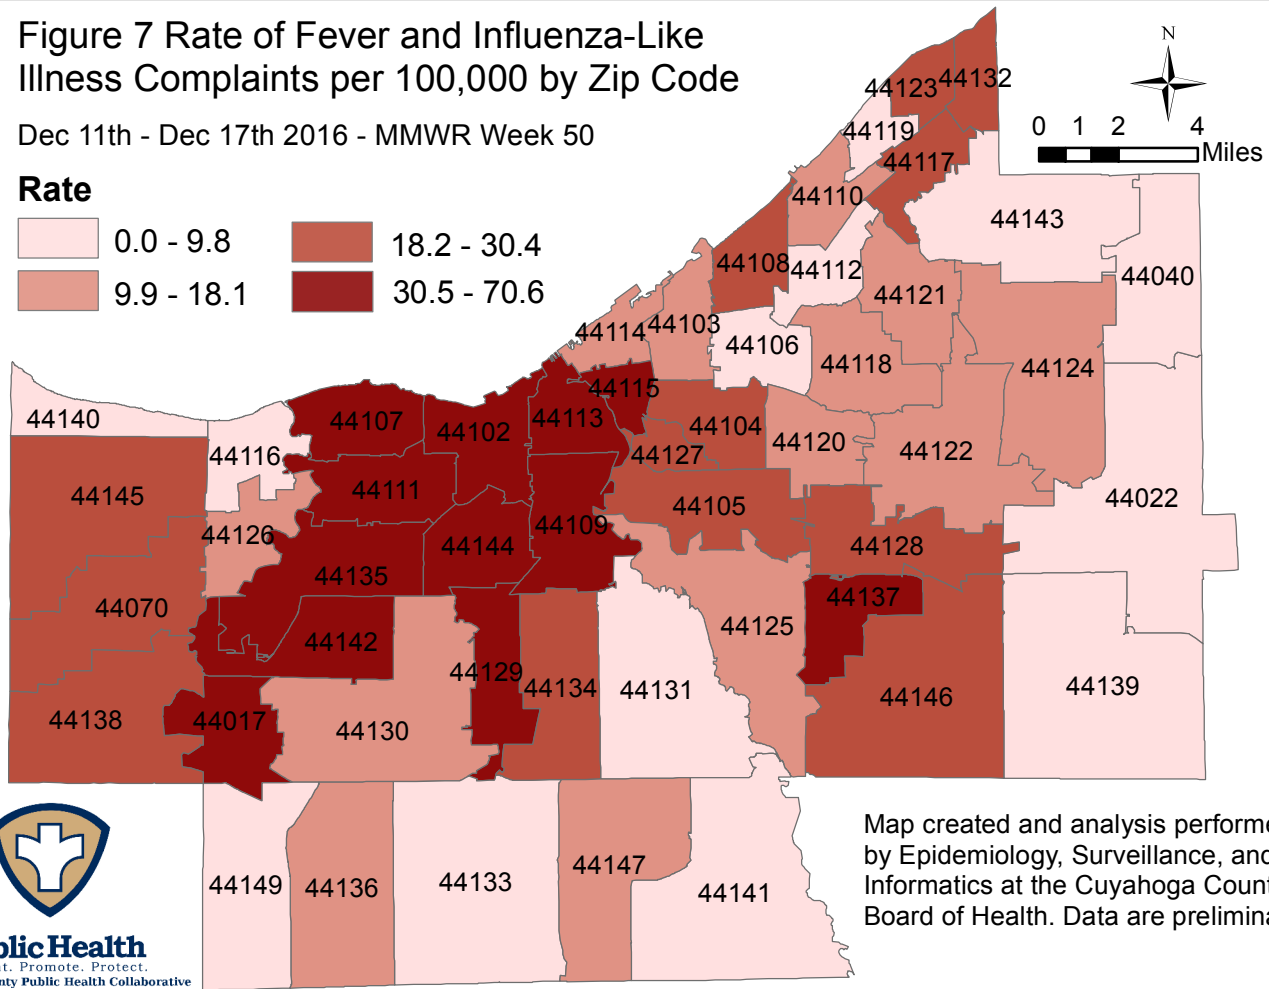 Figure 7 Rate of Fever and Influenza-Like
Illness Complaints per 100,000 by Zip Code
Dec 11th - Dec 17th 2016 - MMWR Week 50
Rate
0.0 - 9.8
18.2 - 30.4
9.9 - 18.1
30.5 - 70.6
N
0 1 2 4
Miles
44123
44132
44119
44117
44110
44143
44108
44112
44040
44121
44114
44103
44106
44118
44124
44115
44140
44107
44102
44113
44104
44120
44122
44116
44127
44145
44111
44105
44022
44126
44109
44144
44128
44135
44070
44137
44125
44142
44129
44134
44131
44146
44139
44138
44017
44130
44149
44136
44133
44147
44141
Map created and analysis performe
by Epidemiology, Surveillance, and
Informatics at the Cuyahoga Count
Board of Health. Data are prelimina
blic Health
t. Promote. Protect.
nty Public Health Collaborative